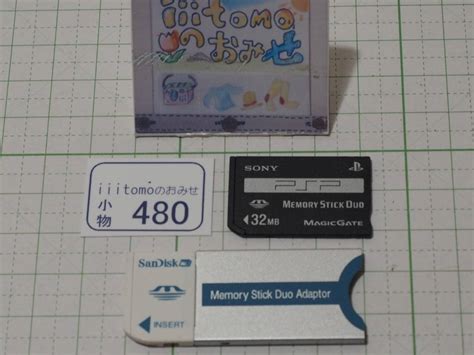 iiitomo
のおみせ
iiitomoのおみせ
小物 480
SONY
PSP
MEMORY STICK DUO
32MB
MAGICGATE
SanDisk
Memory Stick Duo Adaptor
INSERT